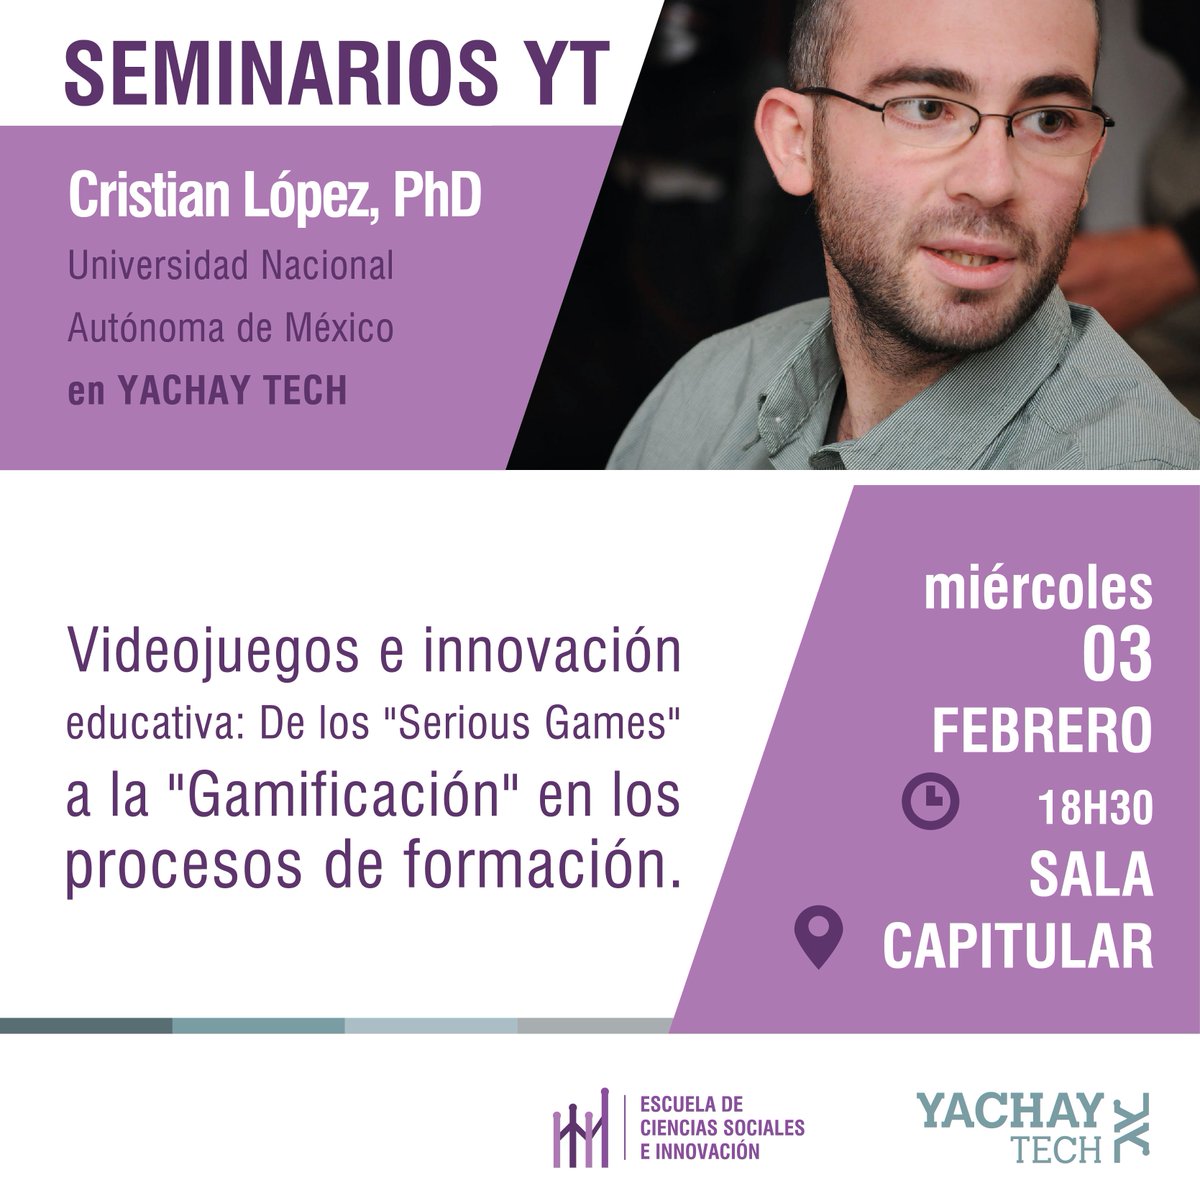 SEMINARIOS YT
Cristian López, PhD
Universidad Nacional
Autónoma de México
en YACHAY TECH
Videojuegos e innovación
educativa: De los "Serious Games"
a la "Gamificación" en los
procesos de formación.
miércoles
03
FEBRERO
18H30
SALA
CAPITULAR
ESCUELA DE
CIENCIAS SOCIALES
E INNOVACIÓN
YACHAY
TECH